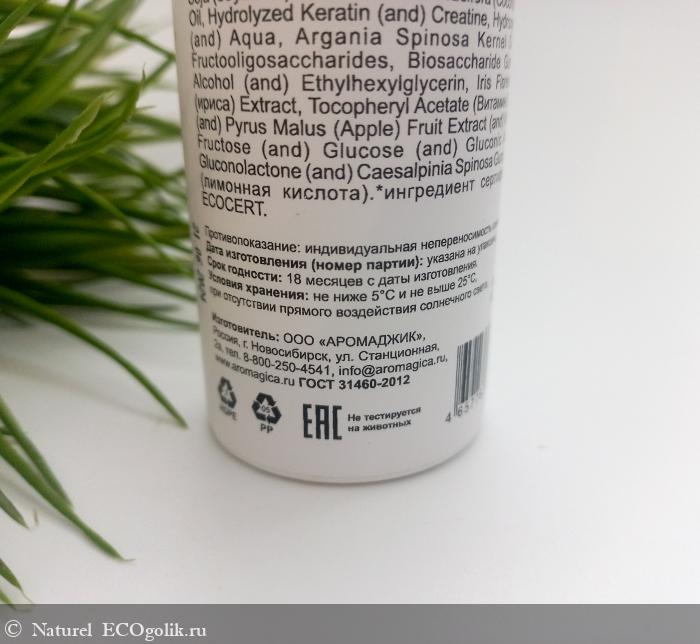 Oil, Hydrolyzed Keratin (and) Creatine,
(and) Aqua, Argania Spinosa Kernel
Fructooligosaccharides, Biosaccharide
Alcohol (and) Ethylhexylglycerin, Iris
(ириса) Extract, Tocopheryl Acetate
(and) Pyrus Malus (Apple) Fruit Extract
Fructose (and) Glucose (and)
Gluconolactone (and) Caesalpinia Spinosa
(лимонная кислота).*ингредиент
ECOCERT.
Противопоказание: индивидуальная непереносимость
Дата изготовления (номер партии): указана на
Срок годности: 18 месяцев с даты изготовления.
Условия хранения: не ниже 5°С и не выше 25°С,
при отсутствии прямого воздействия солнечного света.
Изготовитель: ООО «АРОМАДЖИК»,
Россия, г. Новосибирск, ул. Станционная,
2а, тел. 8-800-250-4541, info@aromagica.ru,
www.aromagica.ru ГОСТ 31460-2012
HDPE
05
PP
EAC
Не тестируется
на животных
© Naturel ECOgolik.ru